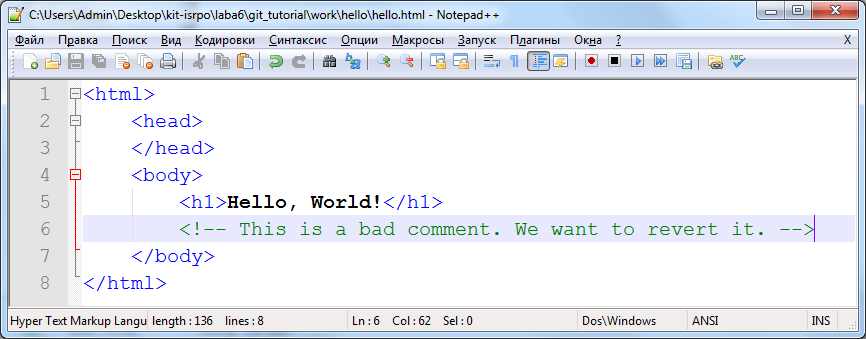 C:\Users\Admin\Desktop\kit-isrpo\laba6\git_tutorial\work\hello\hello.html - Notepad++
Файл Правка Поиск Вид Кодировки Синтаксис Опции Макросы Запуск Плагины Окна ? X
ABC
1 <html>
2 <head>
3 </head>
4 <body>
5 <h1>Hello, World!</h1>
6 <!-- This is a bad comment. We want to revert it. -->
7 </body>
8 </html>
Hyper Text Markup Langu length : 136 lines : 8 Ln : 6 Col : 62 Sel : 0 Dos\Windows ANSI INS